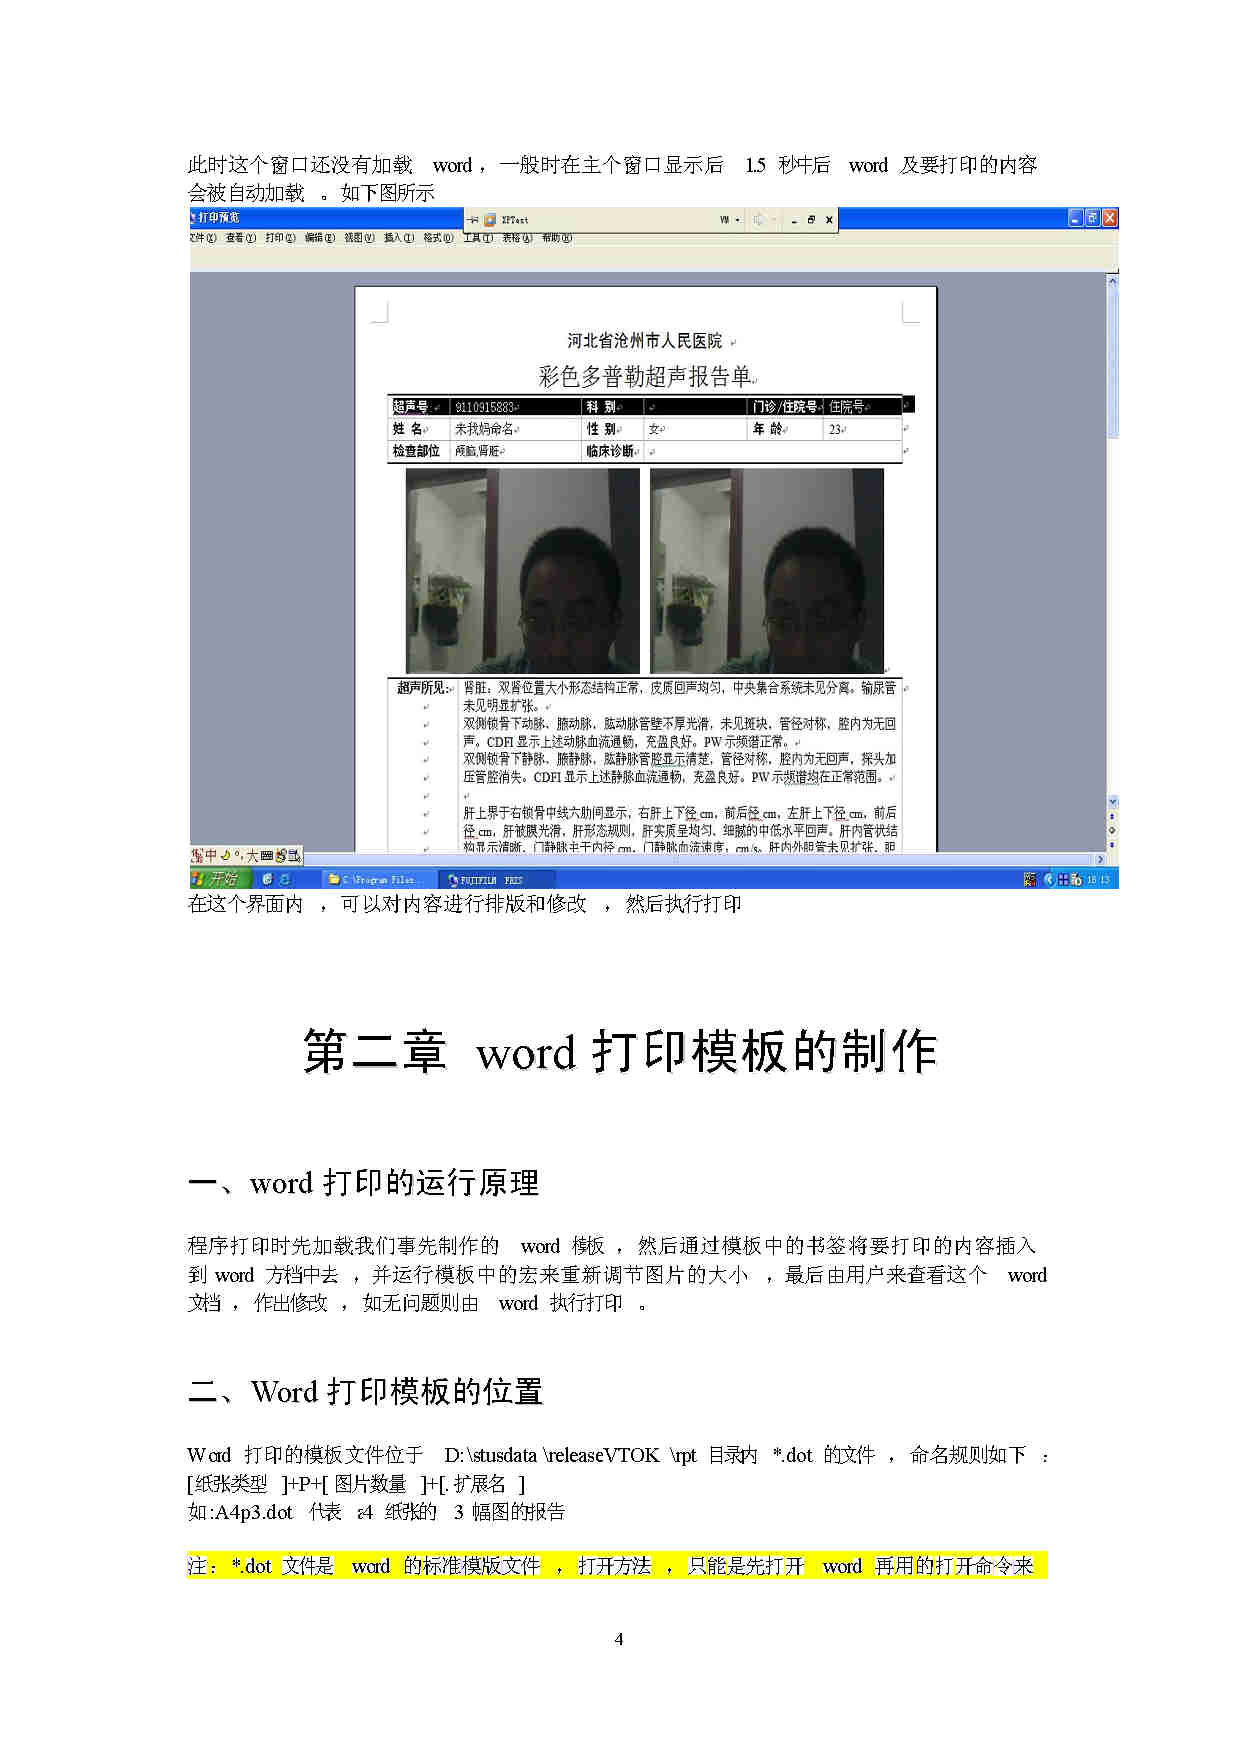 此时这个窗口还没有加载 word，一般时在主个窗口显示后 1.5 秒中后 word 及要打印的内容
会被自动加载 。如下图所示
打印预览
XPTest
VM
文件(F) 查看(Y) 打印(Z) 编辑(E) 视图(V) 插入(I) 格式(O) 工具(T) 表格(A) 帮助(H)
河北省沧州市人民医院
彩色多普勒超声报告单
超声号: 9110915883 科 别 门诊/住院号 住院号
姓 名 未我妈命名 性 别 女 年 龄 23
检查部位 颅脑,肾脏 临床诊断
超声所见: 肾脏：双肾位置大小形态结构正常，皮质回声均匀，中央集合系统未见分离。输尿管
未见明显扩张。
双侧锁骨下动脉、腋动脉、肱动脉管壁不厚光滑，未见斑块，管径对称，腔内为无回
声。CDFI 显示上述动脉血流通畅，充盈良好。PW 示频谱正常。
双侧锁骨下静脉、腋静脉、肱静脉管腔显示清楚，管径对称，腔内为无回声，探头加
压管腔消失。CDFI 显示上述静脉血流通畅，充盈良好。PW 示频谱均在正常范围。
肝上界于右锁骨中线六肋间显示，右肝上下径 cm，前后径 cm，左肝上下径 cm，前后
径 cm，肝被膜光滑，肝形态规则，肝实质呈均匀、细腻的中低水平回声。肝内管状结
构显示清晰，门静脉主干内径 cm，门静脉血流速度，cm/s。肝内外胆管未见扩张，胆
中 大
开始 C:\Program Files... FUJIFILM PRIS 18:13
在这个界面内 ，可以对内容进行排版和修改 ，然后执行打印
第二章 word 打印模板的制作
一、word 打印的运行原理
程序打印时先加载我们事先制作的 word 模板 ，然后通过模板中的书签将要打印的内容插入
到 word 方档中去 ，并运行模板中的宏来重新调节图片的大小 ，最后由用户来查看这个 word
文档 ，作出修改 ，如无问题则由 word 执行打印 。
二、Word 打印模板的位置
Word 打印的模板文件位于 D:\stusdata\releaseVTOK \rpt 目录内 *.dot 的文件 ，命名规则如下 ：
[纸张类型 ]+P+[ 图片数量 ]+[. 扩展名 ]
如:A4p3.dot 代表 a4 纸张的 3 幅图的报告
注：*.dot 文件是 word 的标准模版文件 ，打开方法 ，只能是先打开 word 再用的打开命令来
4